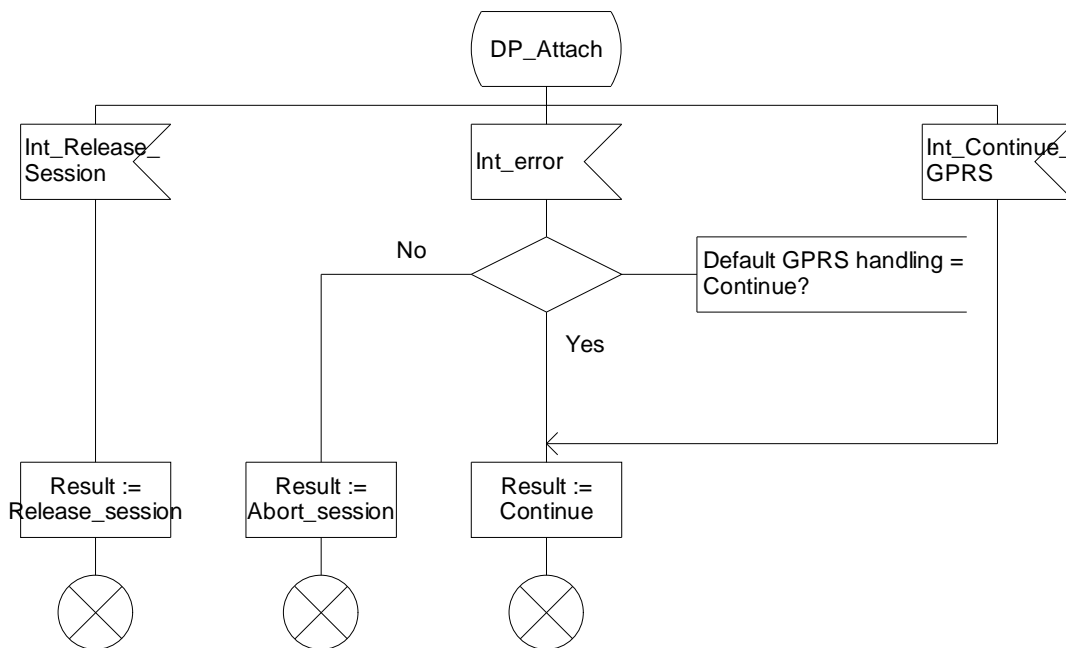 DP_Attach
Int_Release_
Session
Int_error
Int_Continue_
GPRS
No
Default GPRS handling =
Continue?
Yes
Result :=
Release_session
Result :=
Abort_session
Result :=
Continue